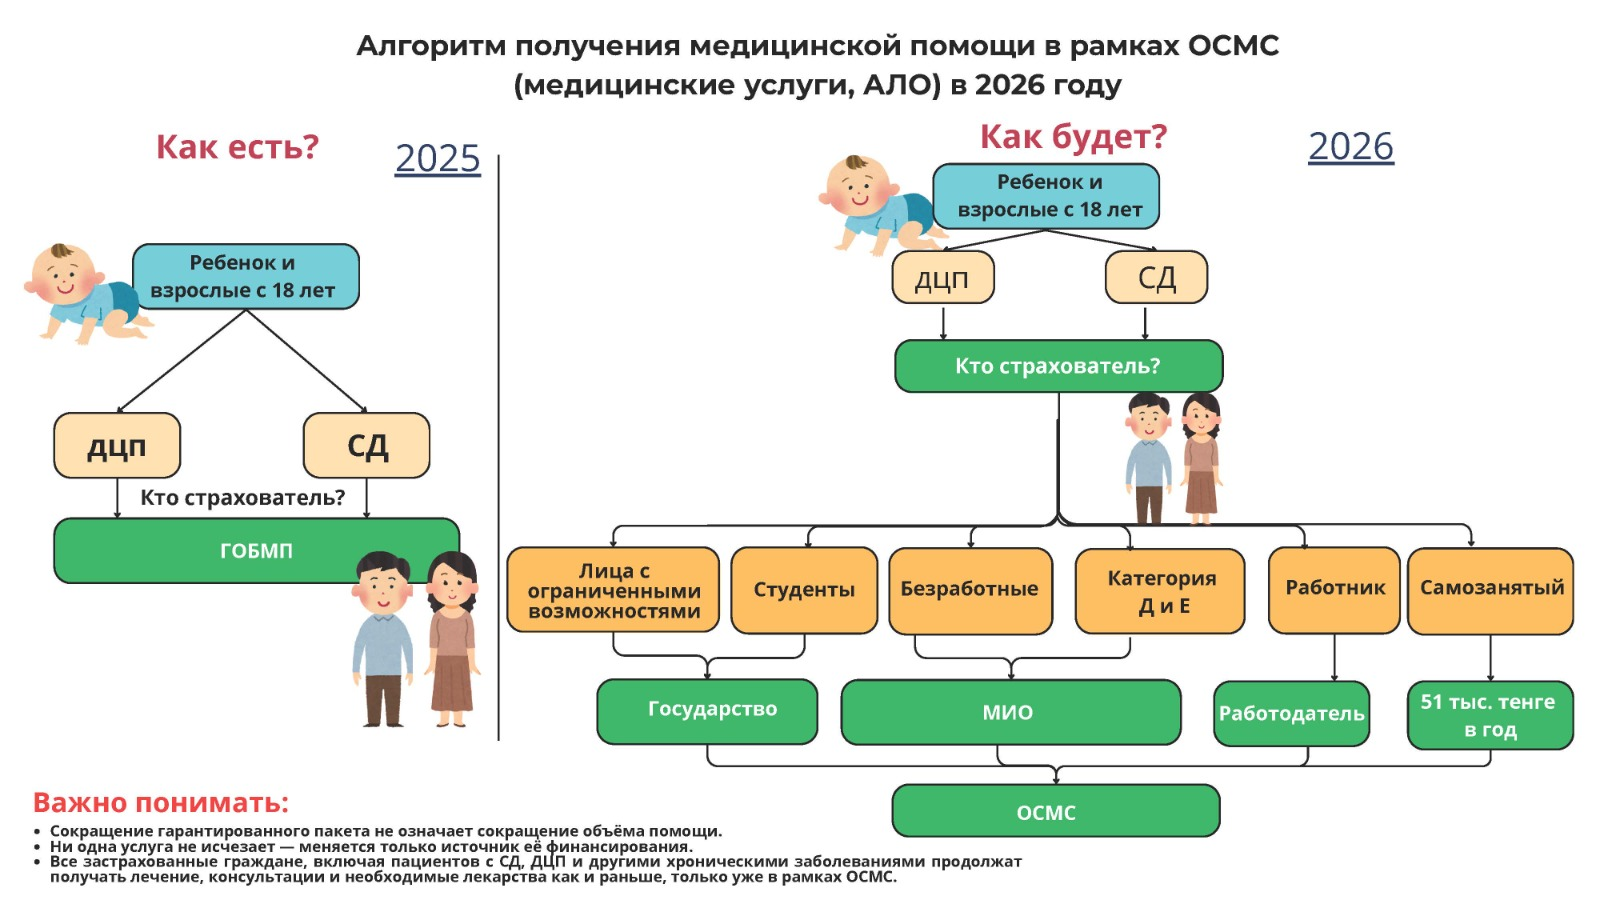 Алгоритм получения медицинской помощи в рамках ОСМС
(медицинские услуги, АЛО) в 2026 году
Как есть?
2025
Ребенок и
взрослые с 18 лет
ДЦП
СД
Кто страхователь?
ГОБМП
Как будет?
2026
Ребенок и
взрослые с 18 лет
ДЦП
СД
Кто страхователь?
Лица с
ограниченными
возможностями
Студенты
Безработные
Категория
Д и Е
Работник
Самозанятый
Государство
МИО
Работодатель
51 тыс. тенге
в год
ОСМС
Важно понимать:
• Сокращение гарантированного пакета не означает сокращение объёма помощи.
• Ни одна услуга не исчезает — меняется только источник её финансирования.
• Все застрахованные граждане, включая пациентов с СД, ДЦП и другими хроническими заболеваниями продолжат
получать лечение, консультации и необходимые лекарства как и раньше, только уже в рамках ОСМС.